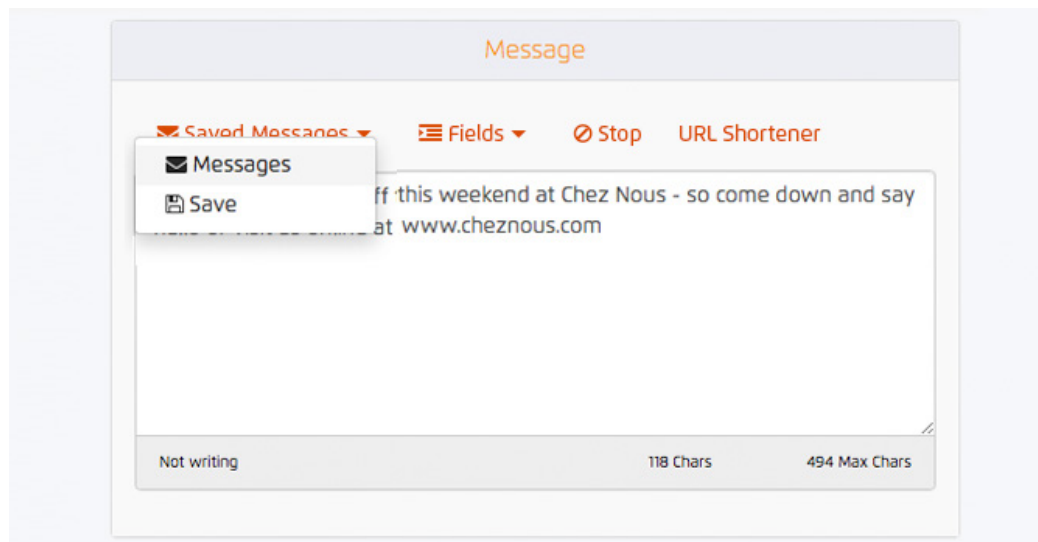 Message
Saved Messages Fields Stop URL Shortener
Messages
Save
this weekend at Chez Nous - so come down and say
at www.cheznous.com
Not writing 118 Chars 494 Max Chars